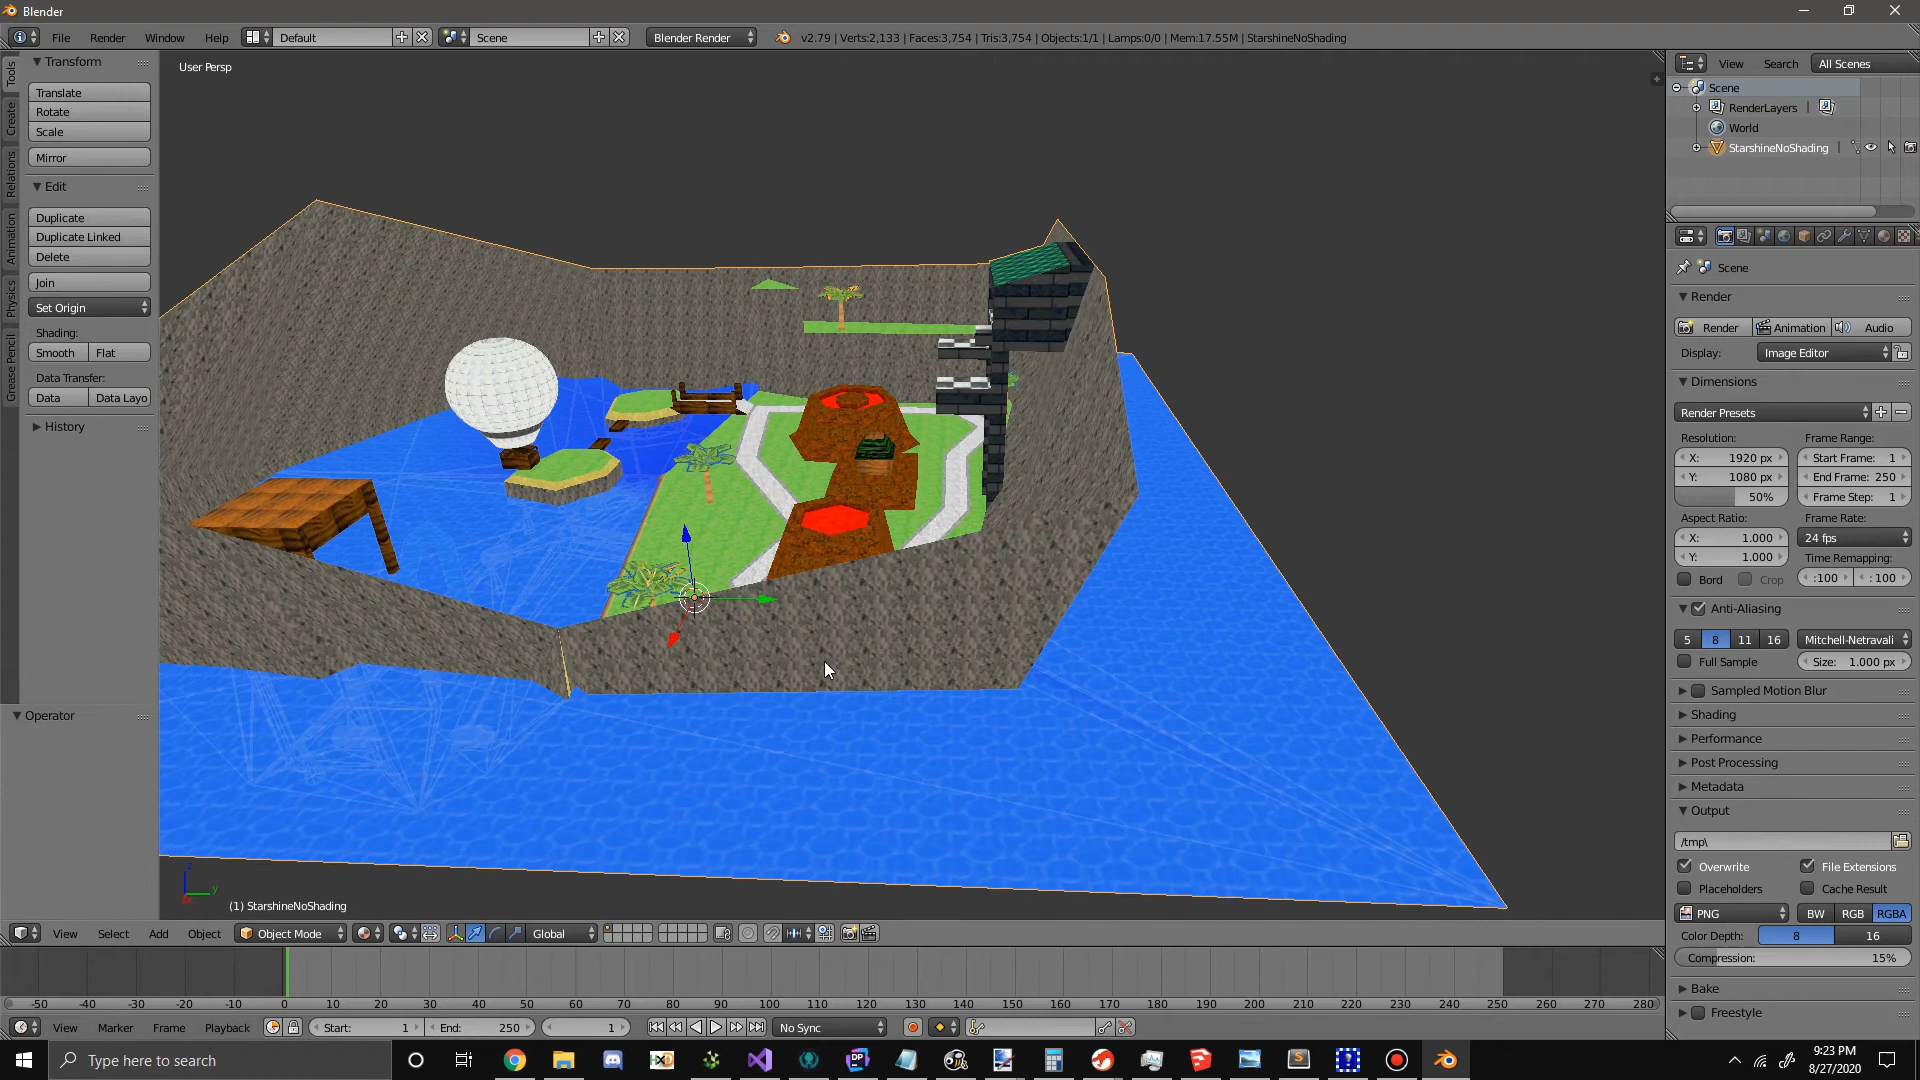 Blender
File Render Window Help Default Scene Blender Render v2.79 | Verts:2,133 | Faces:3,754 | Tris:3,754 | Objects:1/1 | Lamps:0/0 | Mem:17.55M | StarshineNoShading
Tools
Create
Relations
Animation
Physics
Grease Pencil
Transform
Translate
Rotate
Scale
Mirror
Edit
Duplicate
Duplicate Linked
Delete
Join
Set Origin
Shading:
Smooth Flat
Data Transfer:
Data Data Layo
History
Operator
User Persp
z
y
(1) StarshineNoShading
View Search All Scenes
Scene
RenderLayers |
World
StarshineNoShading |
Scene
Render
Render Animation Audio
Display: Image Editor
Dimensions
Render Presets
Resolution: Frame Range:
X: 1920 px Start Frame: 1
Y: 1080 px End Frame: 250
50% Frame Step: 1
Aspect Ratio: Frame Rate:
X: 1.000 24 fps
Y: 1.000 Time Remapping:
Bord Crop :100 : 100
Anti-Aliasing
5 8 11 16 Mitchell-Netravali
Full Sample Size: 1.000 px
Sampled Motion Blur
Shading
Performance
Post Processing
Metadata
Output
/tmp\
Overwrite File Extensions
Placeholders Cache Result
PNG BW RGB RGBA
Color Depth: 8 16
Compression: 15%
Bake
Freestyle
View Select Add Object Object Mode Global
-50 -40 -30 -20 -10 0 10 20 30 40 50 60 70 80 90 100 110 120 130 140 150 160 170 180 190 200 210 220 230 240 250 260 270 280
View Marker Frame Playback Start: 1 End: 250 1 No Sync
Type here to search
9:23 PM
8/27/2020